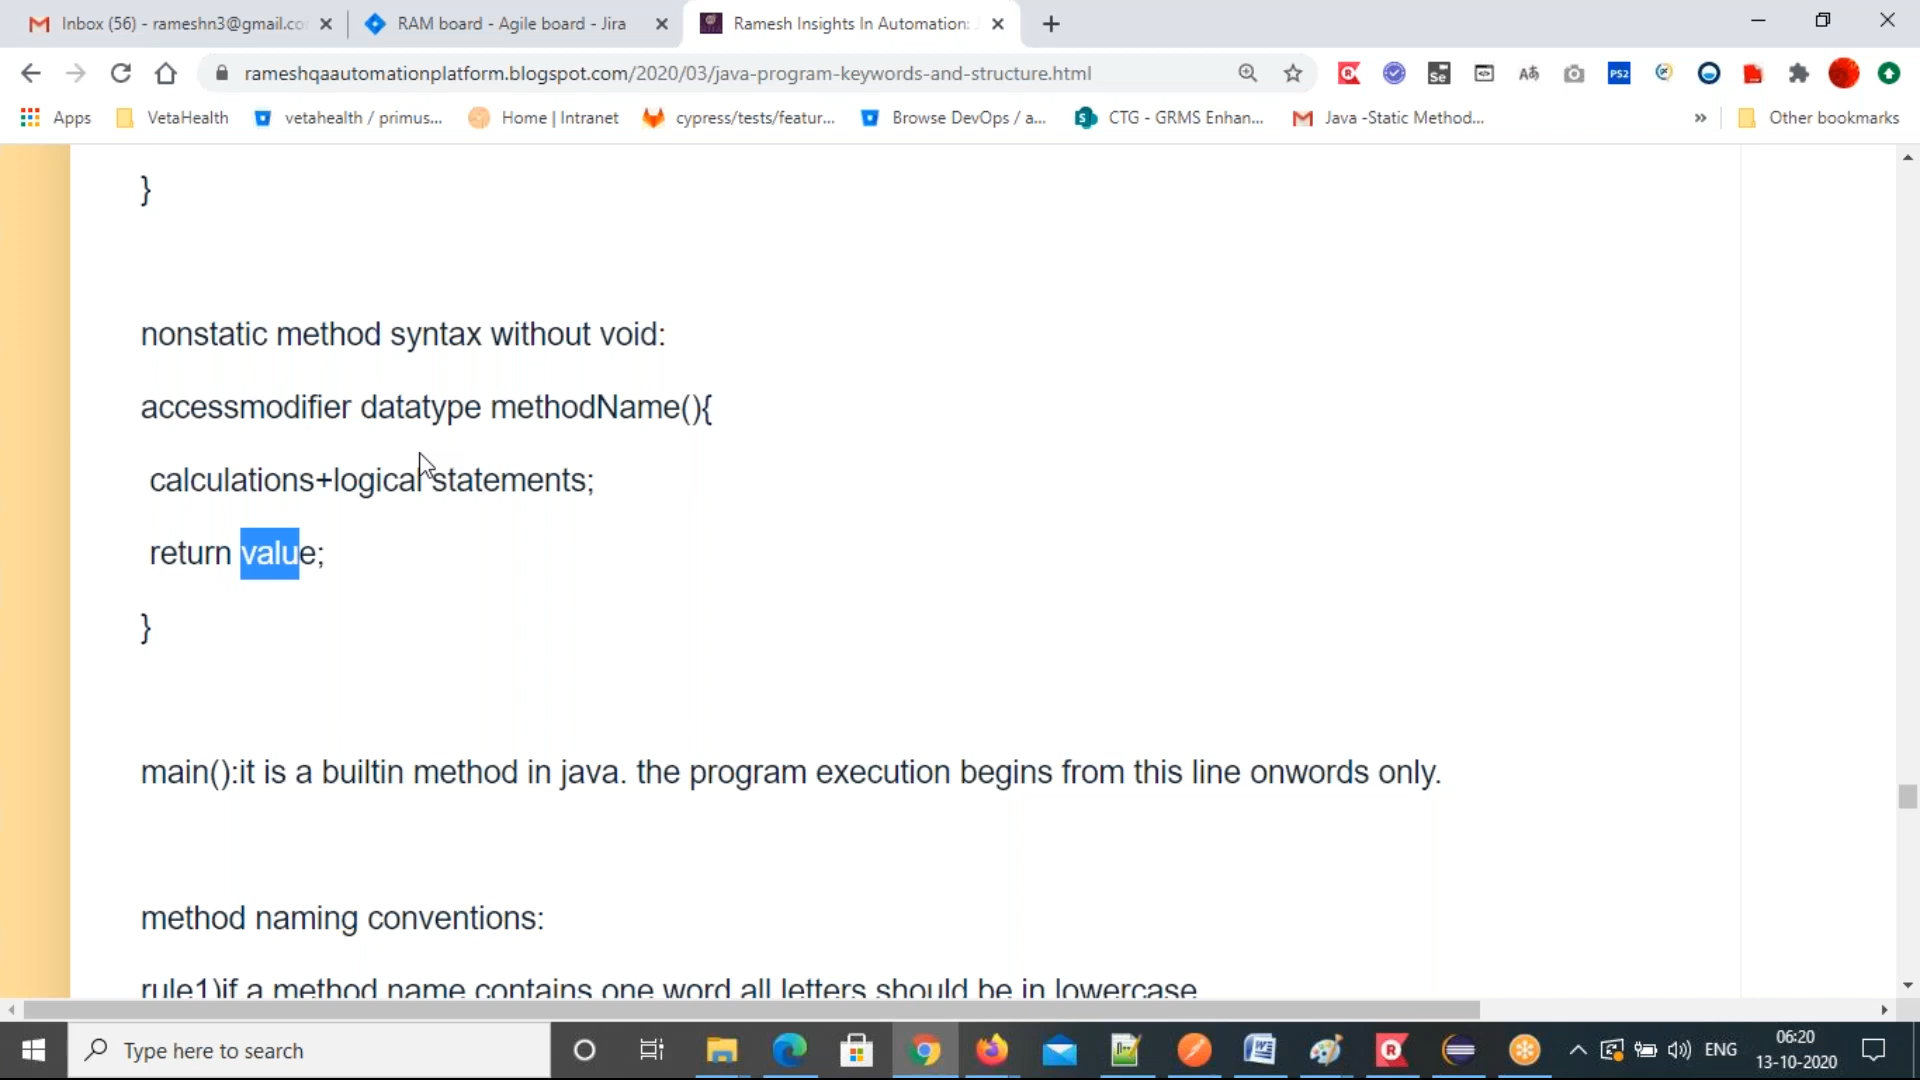 Inbox (56) - rameshn3@gmail.co
RAM board - Agile board - Jira
Ramesh Insights In Automation:
rameshqaautomationplatform.blogspot.com/2020/03/java-program-keywords-and-structure.html
Apps
VetaHealth
vetahealth / primus...
Home | Intranet
cypress/tests/featur...
Browse DevOps / a...
CTG - GRMS Enhan...
Java -Static Method...
»
Other bookmarks
}
nonstatic method syntax without void:
accessmodifier datatype methodName(){
calculations+logical statements;
return value;
}
main():it is a builtin method in java. the program execution begins from this line onwords only.
method naming conventions:
rule1)if a method name contains one word all letters should be in lowercase
Type here to search
ENG
06:20
13-10-2020